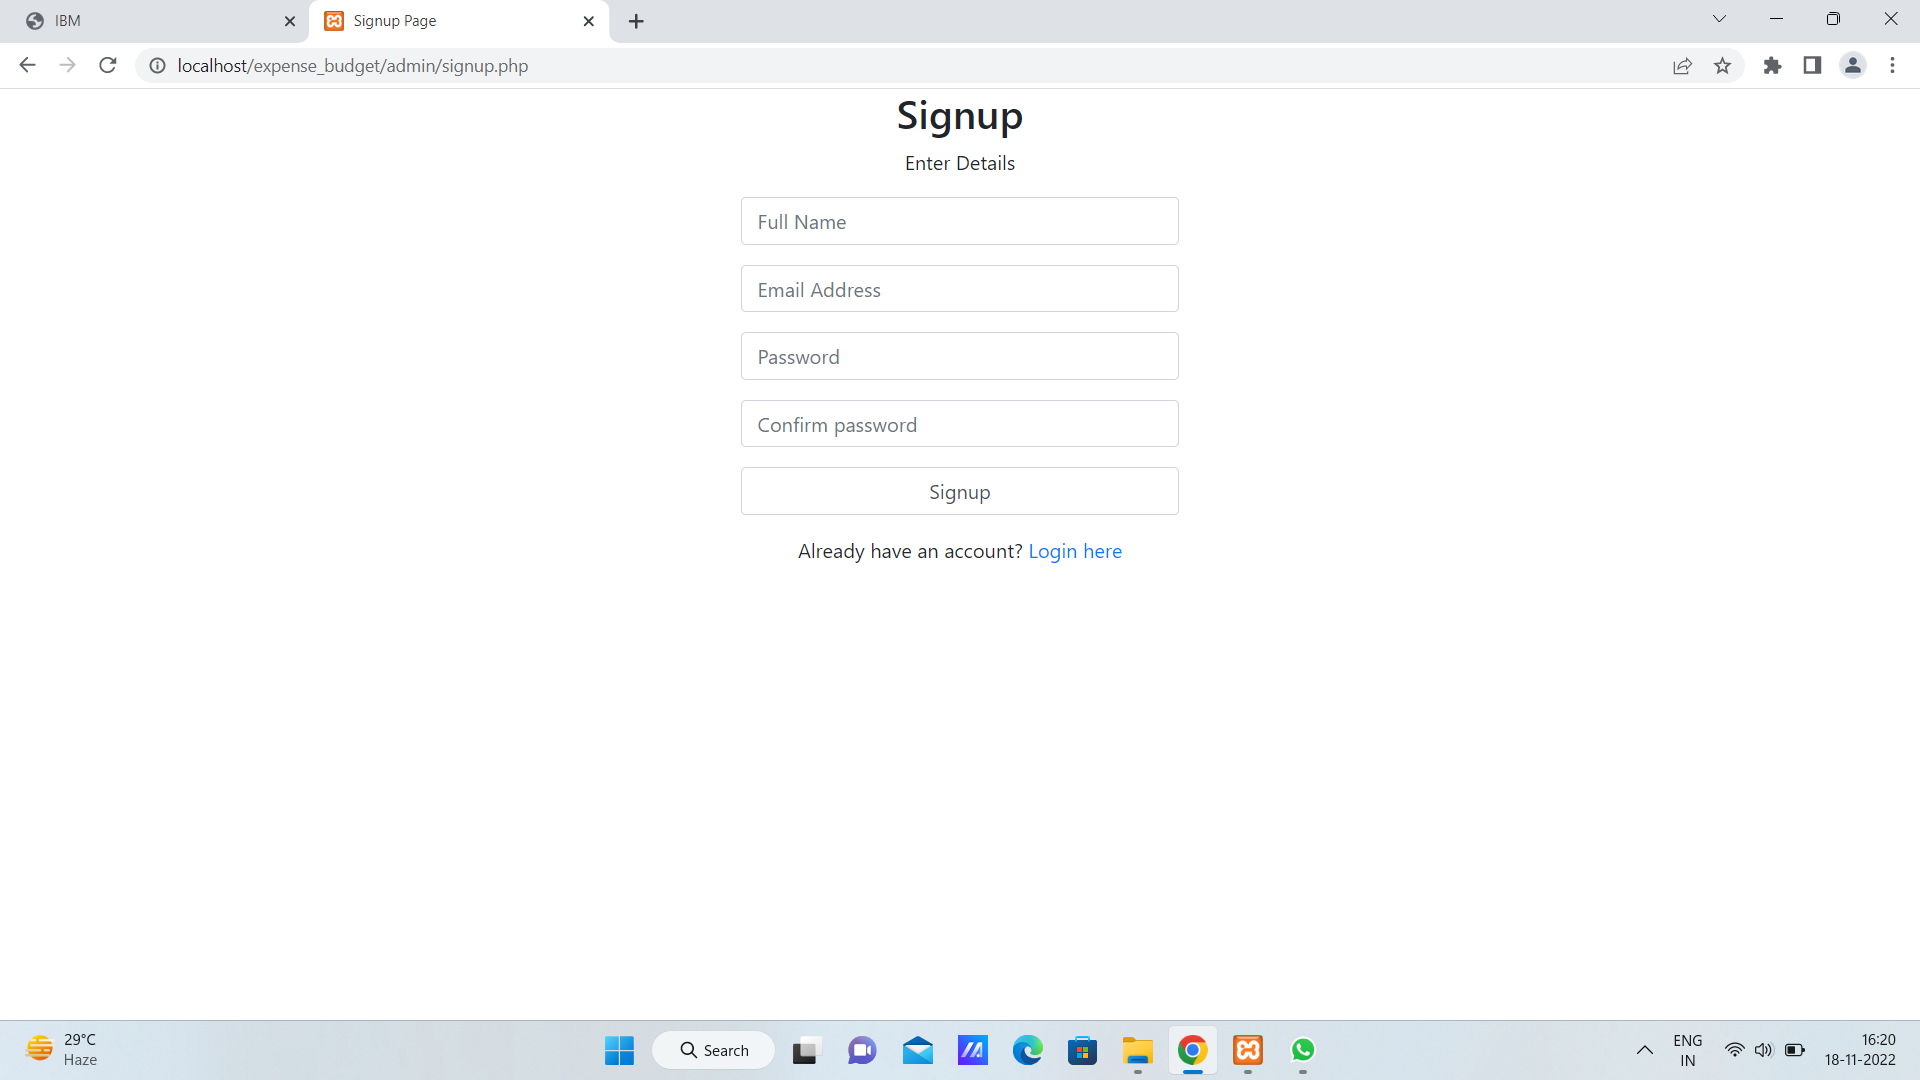 IBM
Signup Page
localhost/expense_budget/admin/signup.php
Signup
Enter Details
Full Name
Email Address
Password
Confirm password
Signup
Already have an account? Login here
29°C
Haze
Search
ENG
IN
16:20
18-11-2022